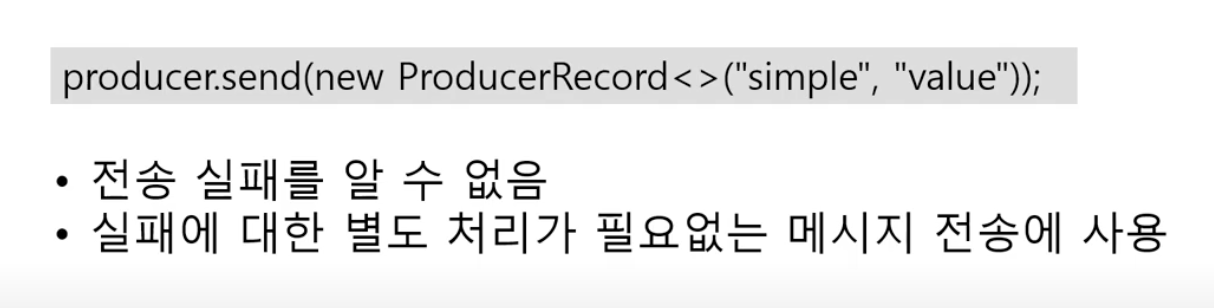 producer.send(new ProducerRecord<>("simple", "value"));
• 전송 실패를 알 수 없음
• 실패에 대한 별도 처리가 필요없는 메시지 전송에 사용